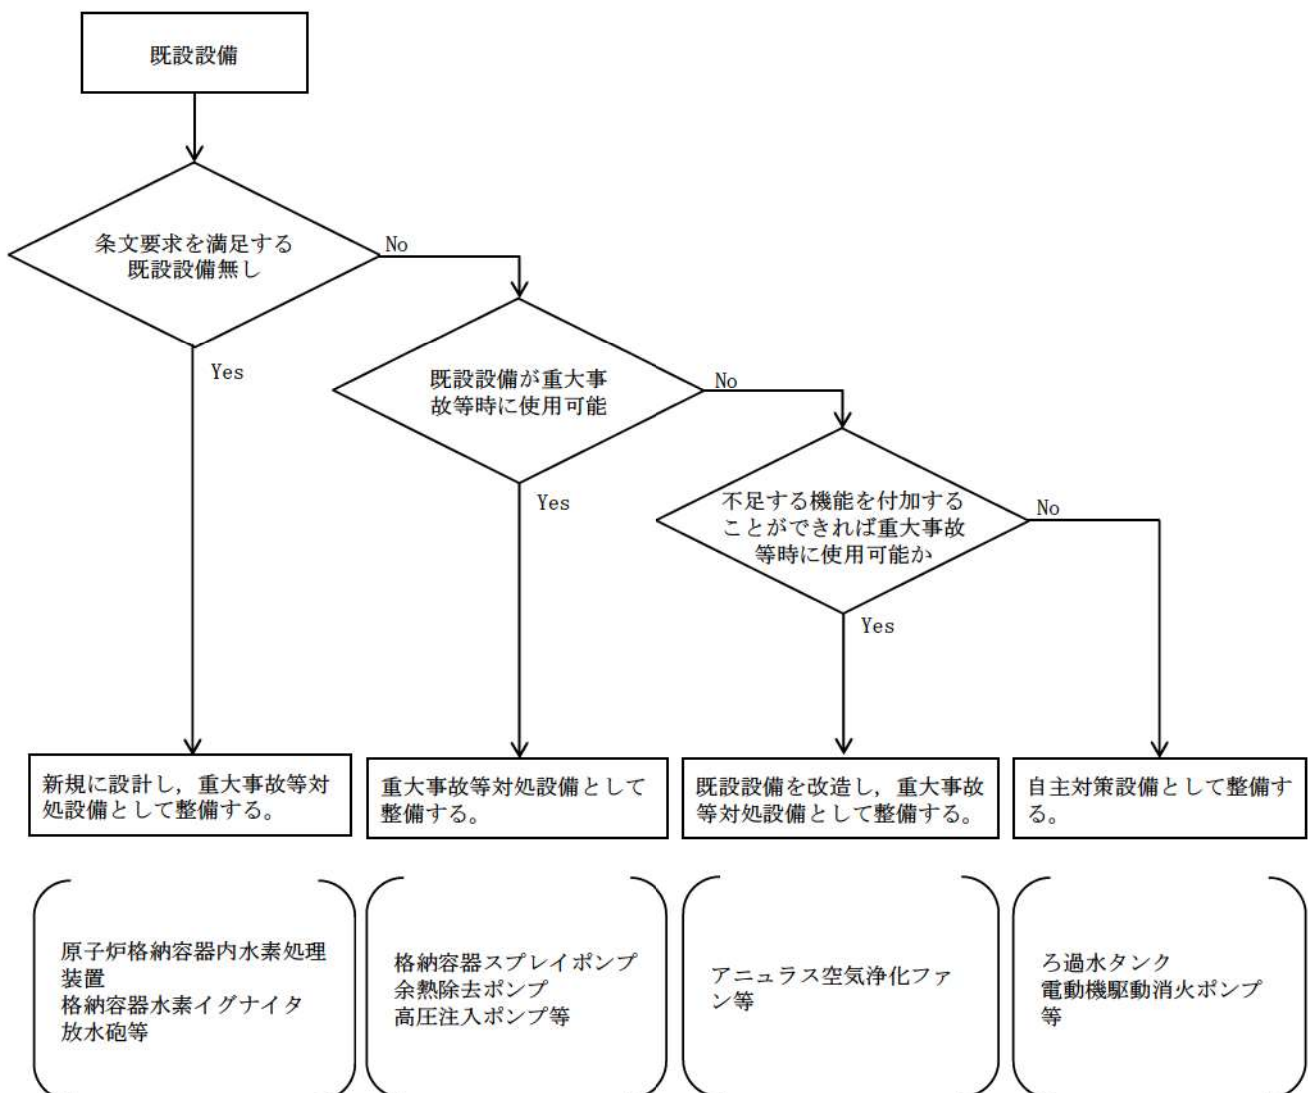 既設設備
条文要求を満足する
既設設備無し
No
Yes
既設設備が重大事
故等時に使用可能
No
Yes
不足する機能を付加する
ことができれば重大事故
等時に使用可能か
No
Yes
新規に設計し，重大事故等対
処設備として整備する。
重大事故等対処設備として
整備する。
既設設備を改造し，重大事故
等対処設備として整備する。
自主対策設備として整備す
る。
原子炉格納容器内水素処理
装置
格納容器水素イグナイタ
放水砲等
格納容器スプレイポンプ
余熱除去ポンプ
高圧注入ポンプ等
アニュラス空気浄化ファ
ン等
ろ過水タンク
電動機駆動消火ポンプ
等